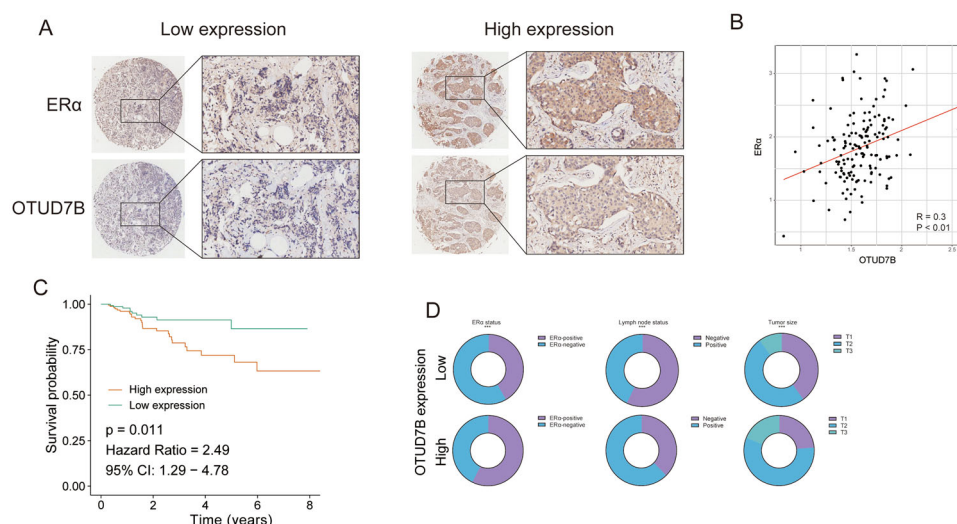 A
Low expression
High expression
ERα
OTUD7B
B
ERα
3
2
1
1
1.5
2
2.5
R = 0.3
P < 0.01
OTUD7B
C
Survival probability
1.00
0.75
0.50
0.25
0.00
High expression
Low expression
p = 0.011
Hazard Ratio = 2.49
95% CI: 1.29 − 4.78
0
2
4
6
8
Time (years)
D
OTUD7B expression
Low
High
ERα status
***
ERα-positive
ERα-negative
Lymph node status
***
Negative
Positive
Tumor size
***
T1
T2
T3
ERα-positive
ERα-negative
Negative
Positive
T1
T2
T3